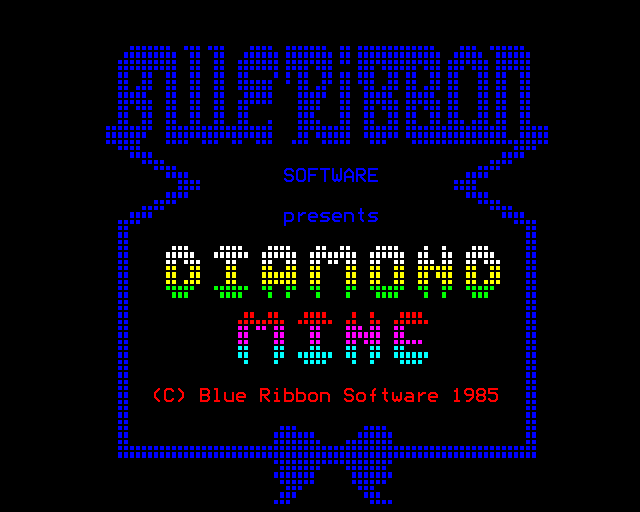 BLUE RIBBON
SOFTWARE
presents
DIAMOND
MINE
(C) Blue Ribbon Software 1985